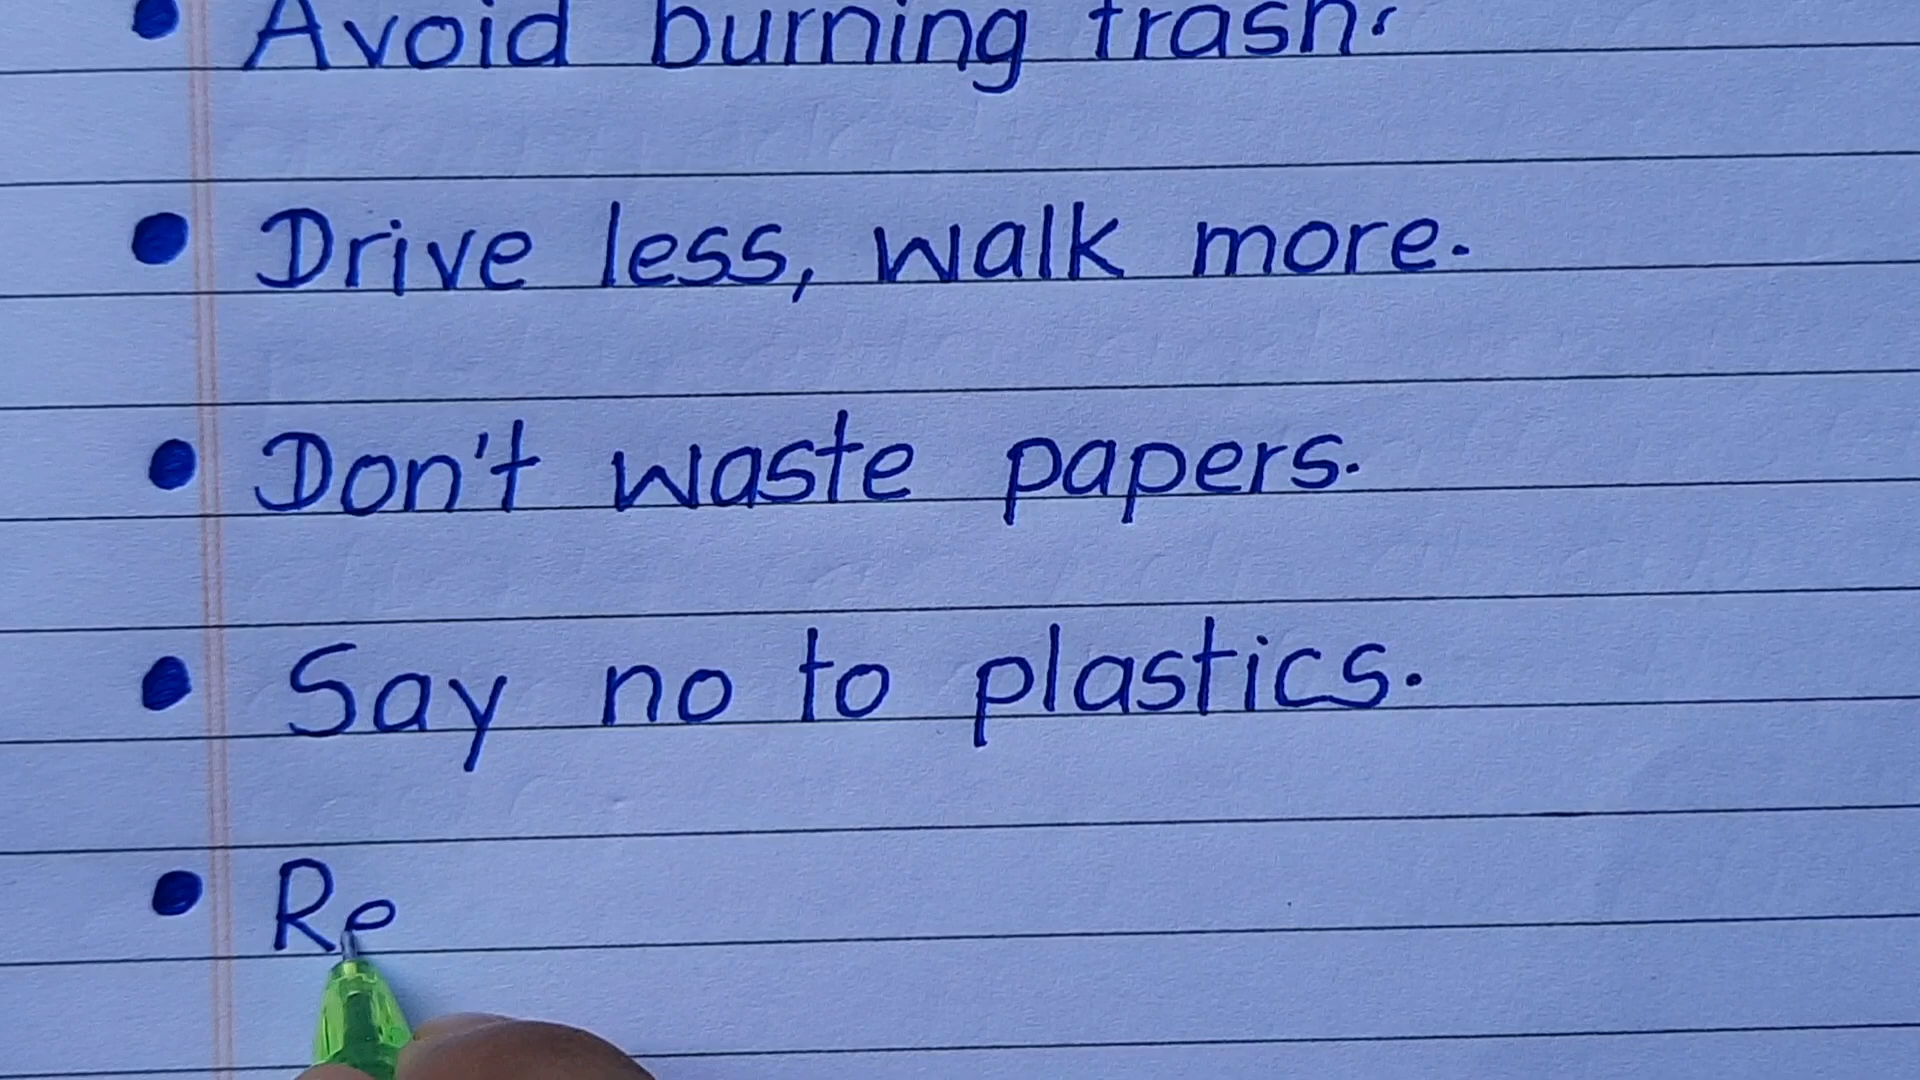 • Avoid burning trash.
• Drive less, walk more.
• Don't waste papers.
• Say no to plastics.
• Re